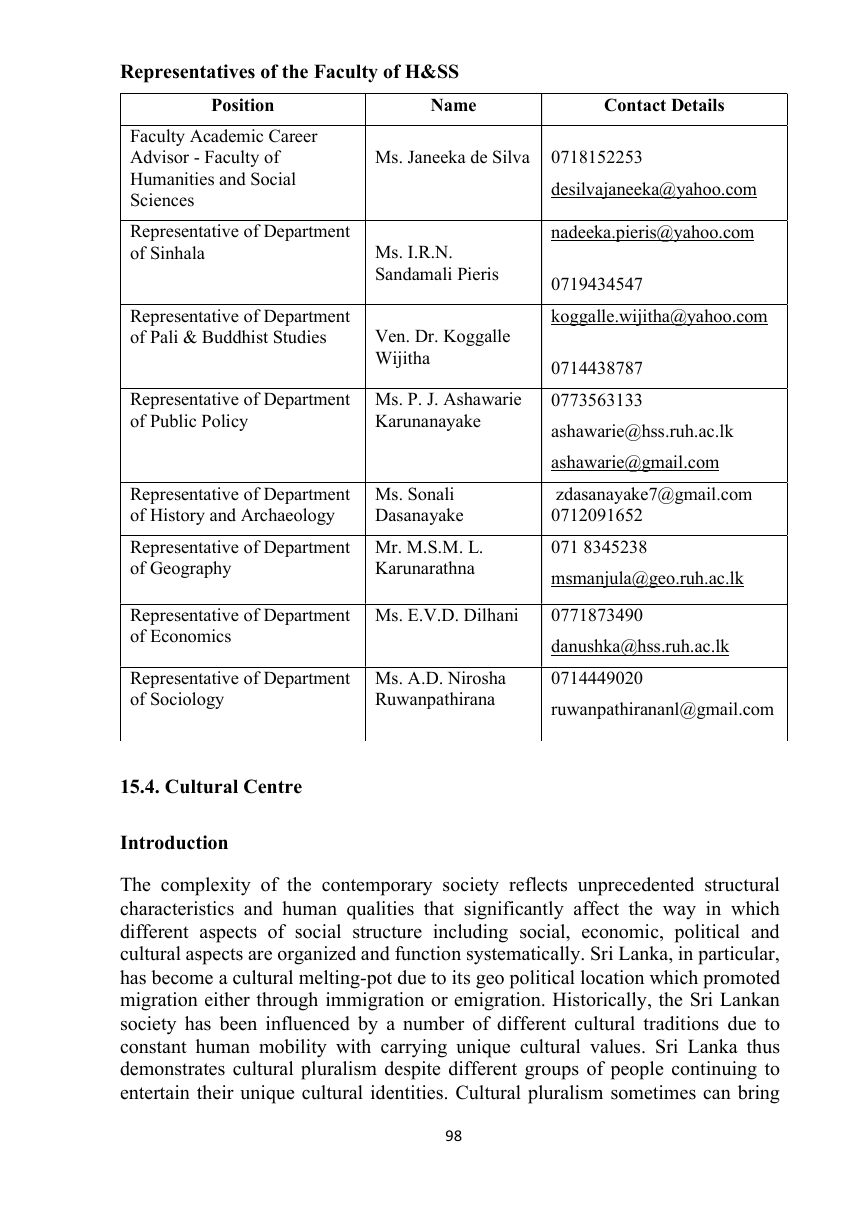 Representatives of the Faculty of H&SS
Position Name Contact Details
Faculty Academic Career
Advisor - Faculty of
Humanities and Social
Sciences
Ms. Janeeka de Silva
0718152253
desilvajaneeka@yahoo.com
Representative of Department
of Sinhala
Ms. I.R.N.
Sandamali Pieris
nadeeka.pieris@yahoo.com
0719434547
Representative of Department
of Pali & Buddhist Studies
Ven. Dr. Koggalle
Wijitha
koggalle.wijitha@yahoo.com
0714438787
Representative of Department
of Public Policy
Ms. P. J. Ashawarie
Karunanayake
0773563133
ashawarie@hss.ruh.ac.lk
ashawarie@gmail.com
Representative of Department
of History and Archaeology
Ms. Sonali
Dasanayake
zdasanayake7@gmail.com
0712091652
Representative of Department
of Geography
Mr. M.S.M. L.
Karunarathna
071 8345238
msmanjula@geo.ruh.ac.lk
Representative of Department
of Economics
Ms. E.V.D. Dilhani
0771873490
danushka@hss.ruh.ac.lk
Representative of Department
of Sociology
Ms. A.D. Nirosha
Ruwanpathirana
0714449020
ruwanpathirananl@gmail.com
15.4. Cultural Centre
Introduction
The complexity of the contemporary society reflects unprecedented structural
characteristics and human qualities that significantly affect the way in which
different aspects of social structure including social, economic, political and
cultural aspects are organized and function systematically. Sri Lanka, in particular,
has become a cultural melting-pot due to its geo political location which promoted
migration either through immigration or emigration. Historically, the Sri Lankan
society has been influenced by a number of different cultural traditions due to
constant human mobility with carrying unique cultural values. Sri Lanka thus
demonstrates cultural pluralism despite different groups of people continuing to
entertain their unique cultural identities. Cultural pluralism sometimes can bring
98